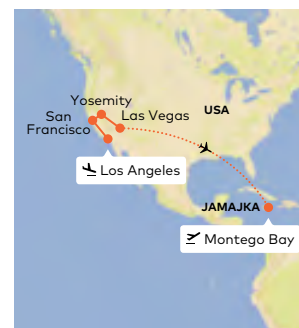 Yosemity
San
Francisco
Las Vegas
USA
Los Angeles
JAMAJKA
Montego Bay